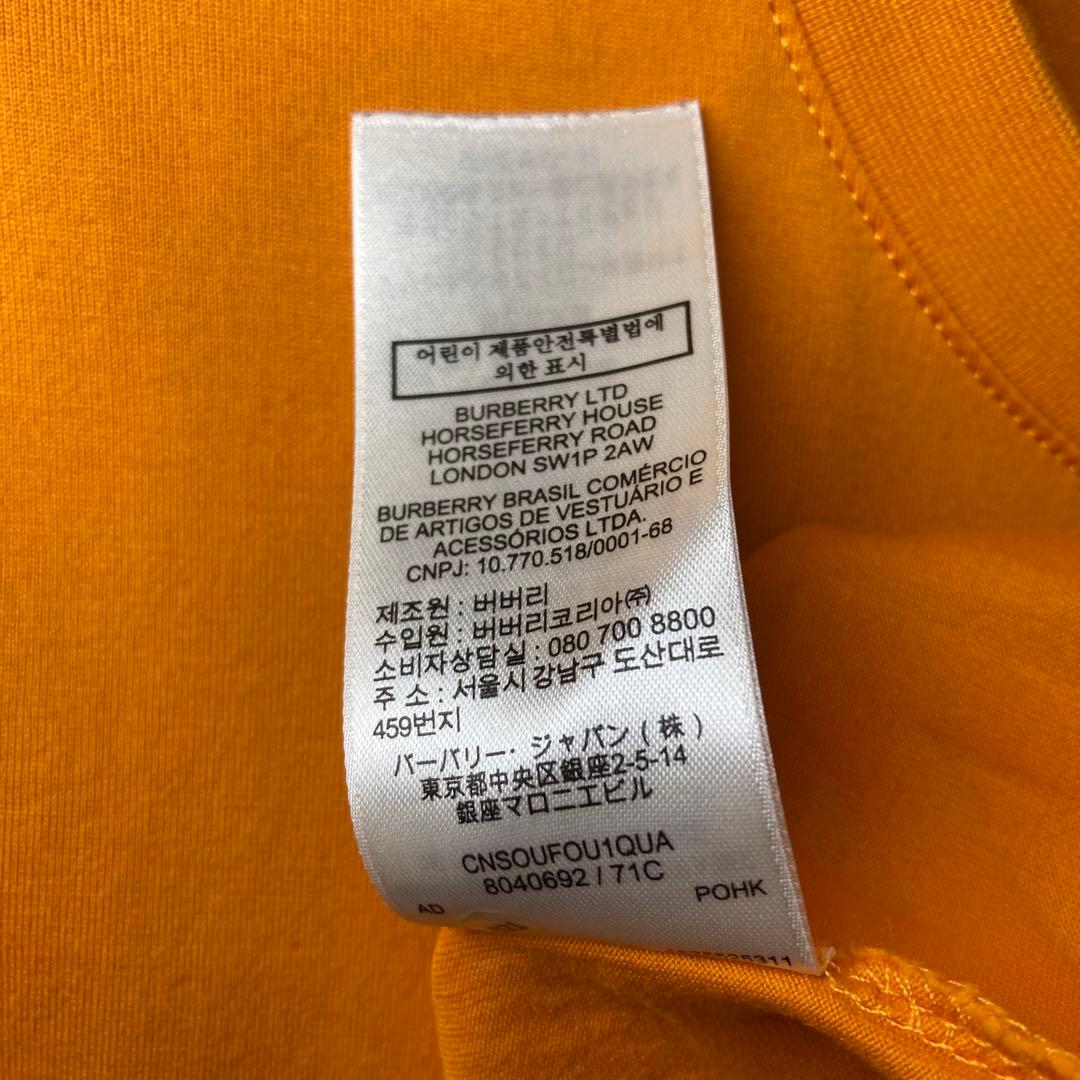 어린이 제품안전특별법에
의한 표시
BURBERRY LTD
HORSEFERRY HOUSE
HORSEFERRY ROAD
LONDON SW1P 2AW
BURBERRY BRASIL COMÉRCIO
DE ARTIGOS DE VESTUÁRIO E
ACESSÓRIOS LTDA.
CNPJ: 10.770.518/0001-68
제조원 : 버버리
수입원 : 버버리코리아㈜
소비자상담실 : 080 700 8800
주 소 : 서울시 강남구 도산대로
459번지
バーバリー・ジャパン ( 株 )
東京都中央区銀座2-5-14
銀座マロニエビル
CNSOUFOU1QUA
8040692 / 71C
POHK
AD